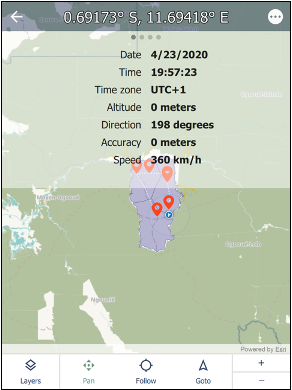 0.69173° S, 11.69418° E
Date 4/23/2020
Time 19:57:23
Time zone UTC+1
Altitude 0 meters
Direction 198 degrees
Accuracy 0 meters
Speed 360 km/h
Powered by Esri
Layers
Pan
Follow
Goto
+
−